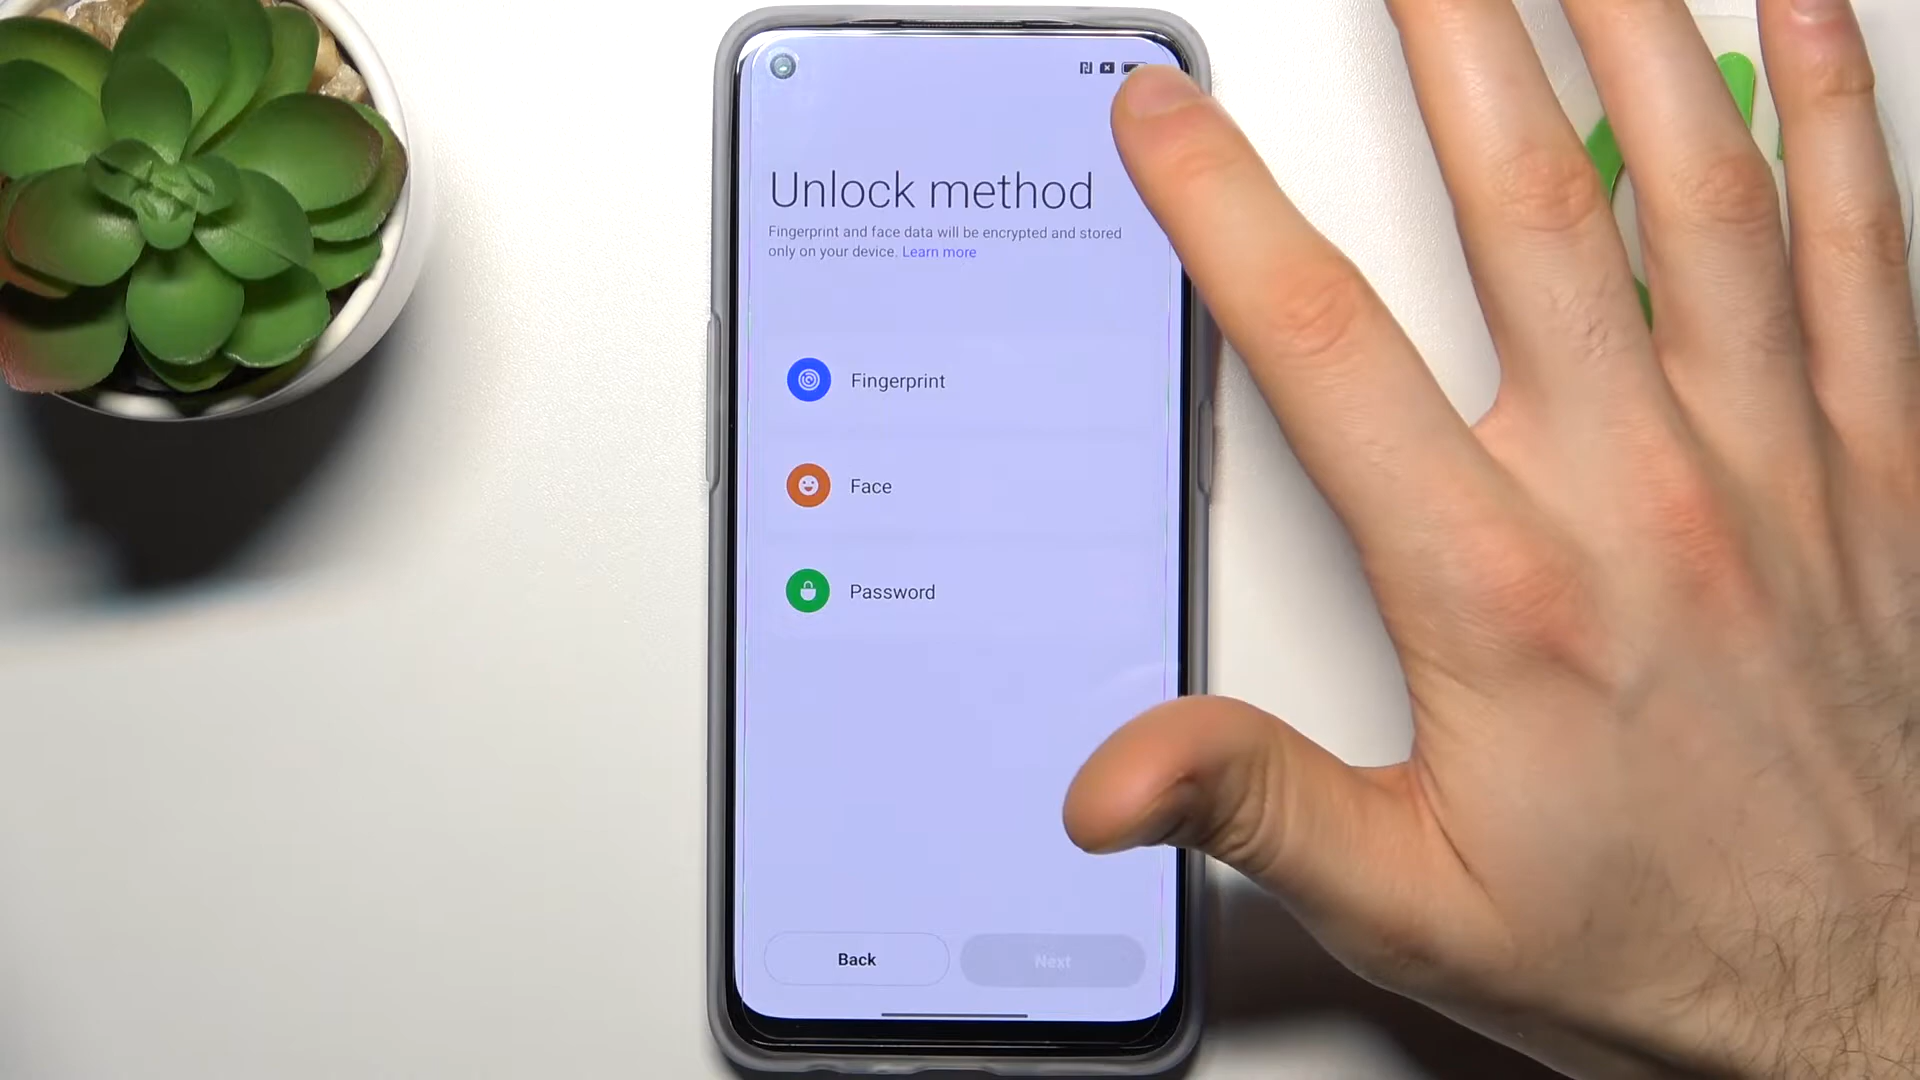 Unlock method
Fingerprint and face data will be encrypted and stored
only on your device. Learn more
Fingerprint
Face
Password
Back
Next